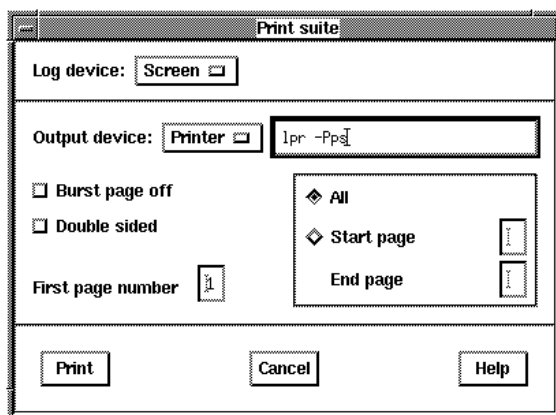 Print suite
Log device: Screen
Output device: Printer lpr -Pps
Burst page off
Double sided
First page number 1
All
Start page
End page
Print Cancel Help